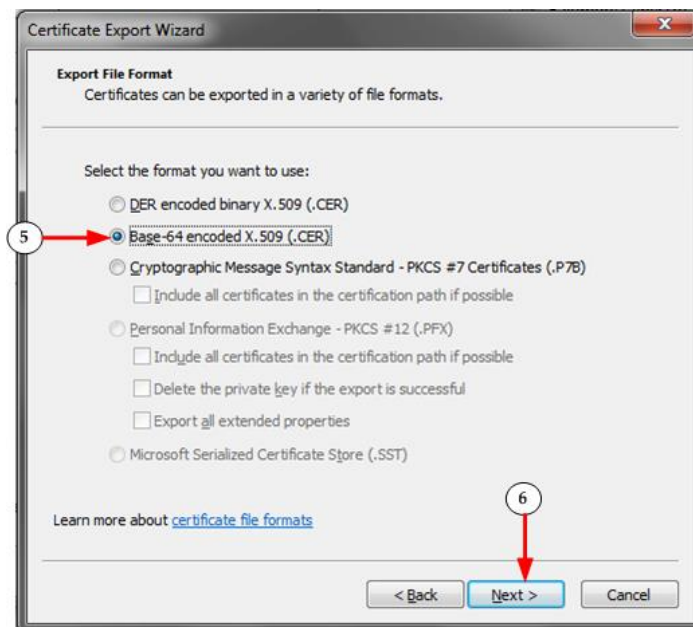 Certificate Export Wizard
Export File Format
Certificates can be exported in a variety of file formats.
Select the format you want to use:
DER encoded binary X.509 (.CER)
5
Base-64 encoded X.509 (.CER)
Cryptographic Message Syntax Standard - PKCS #7 Certificates (.P7B)
Include all certificates in the certification path if possible
Personal Information Exchange - PKCS #12 (.PFX)
Include all certificates in the certification path if possible
Delete the private key if the export is successful
Export all extended properties
Microsoft Serialized Certificate Store (.SST)
6
Learn more about certificate file formats
< Back Next > Cancel